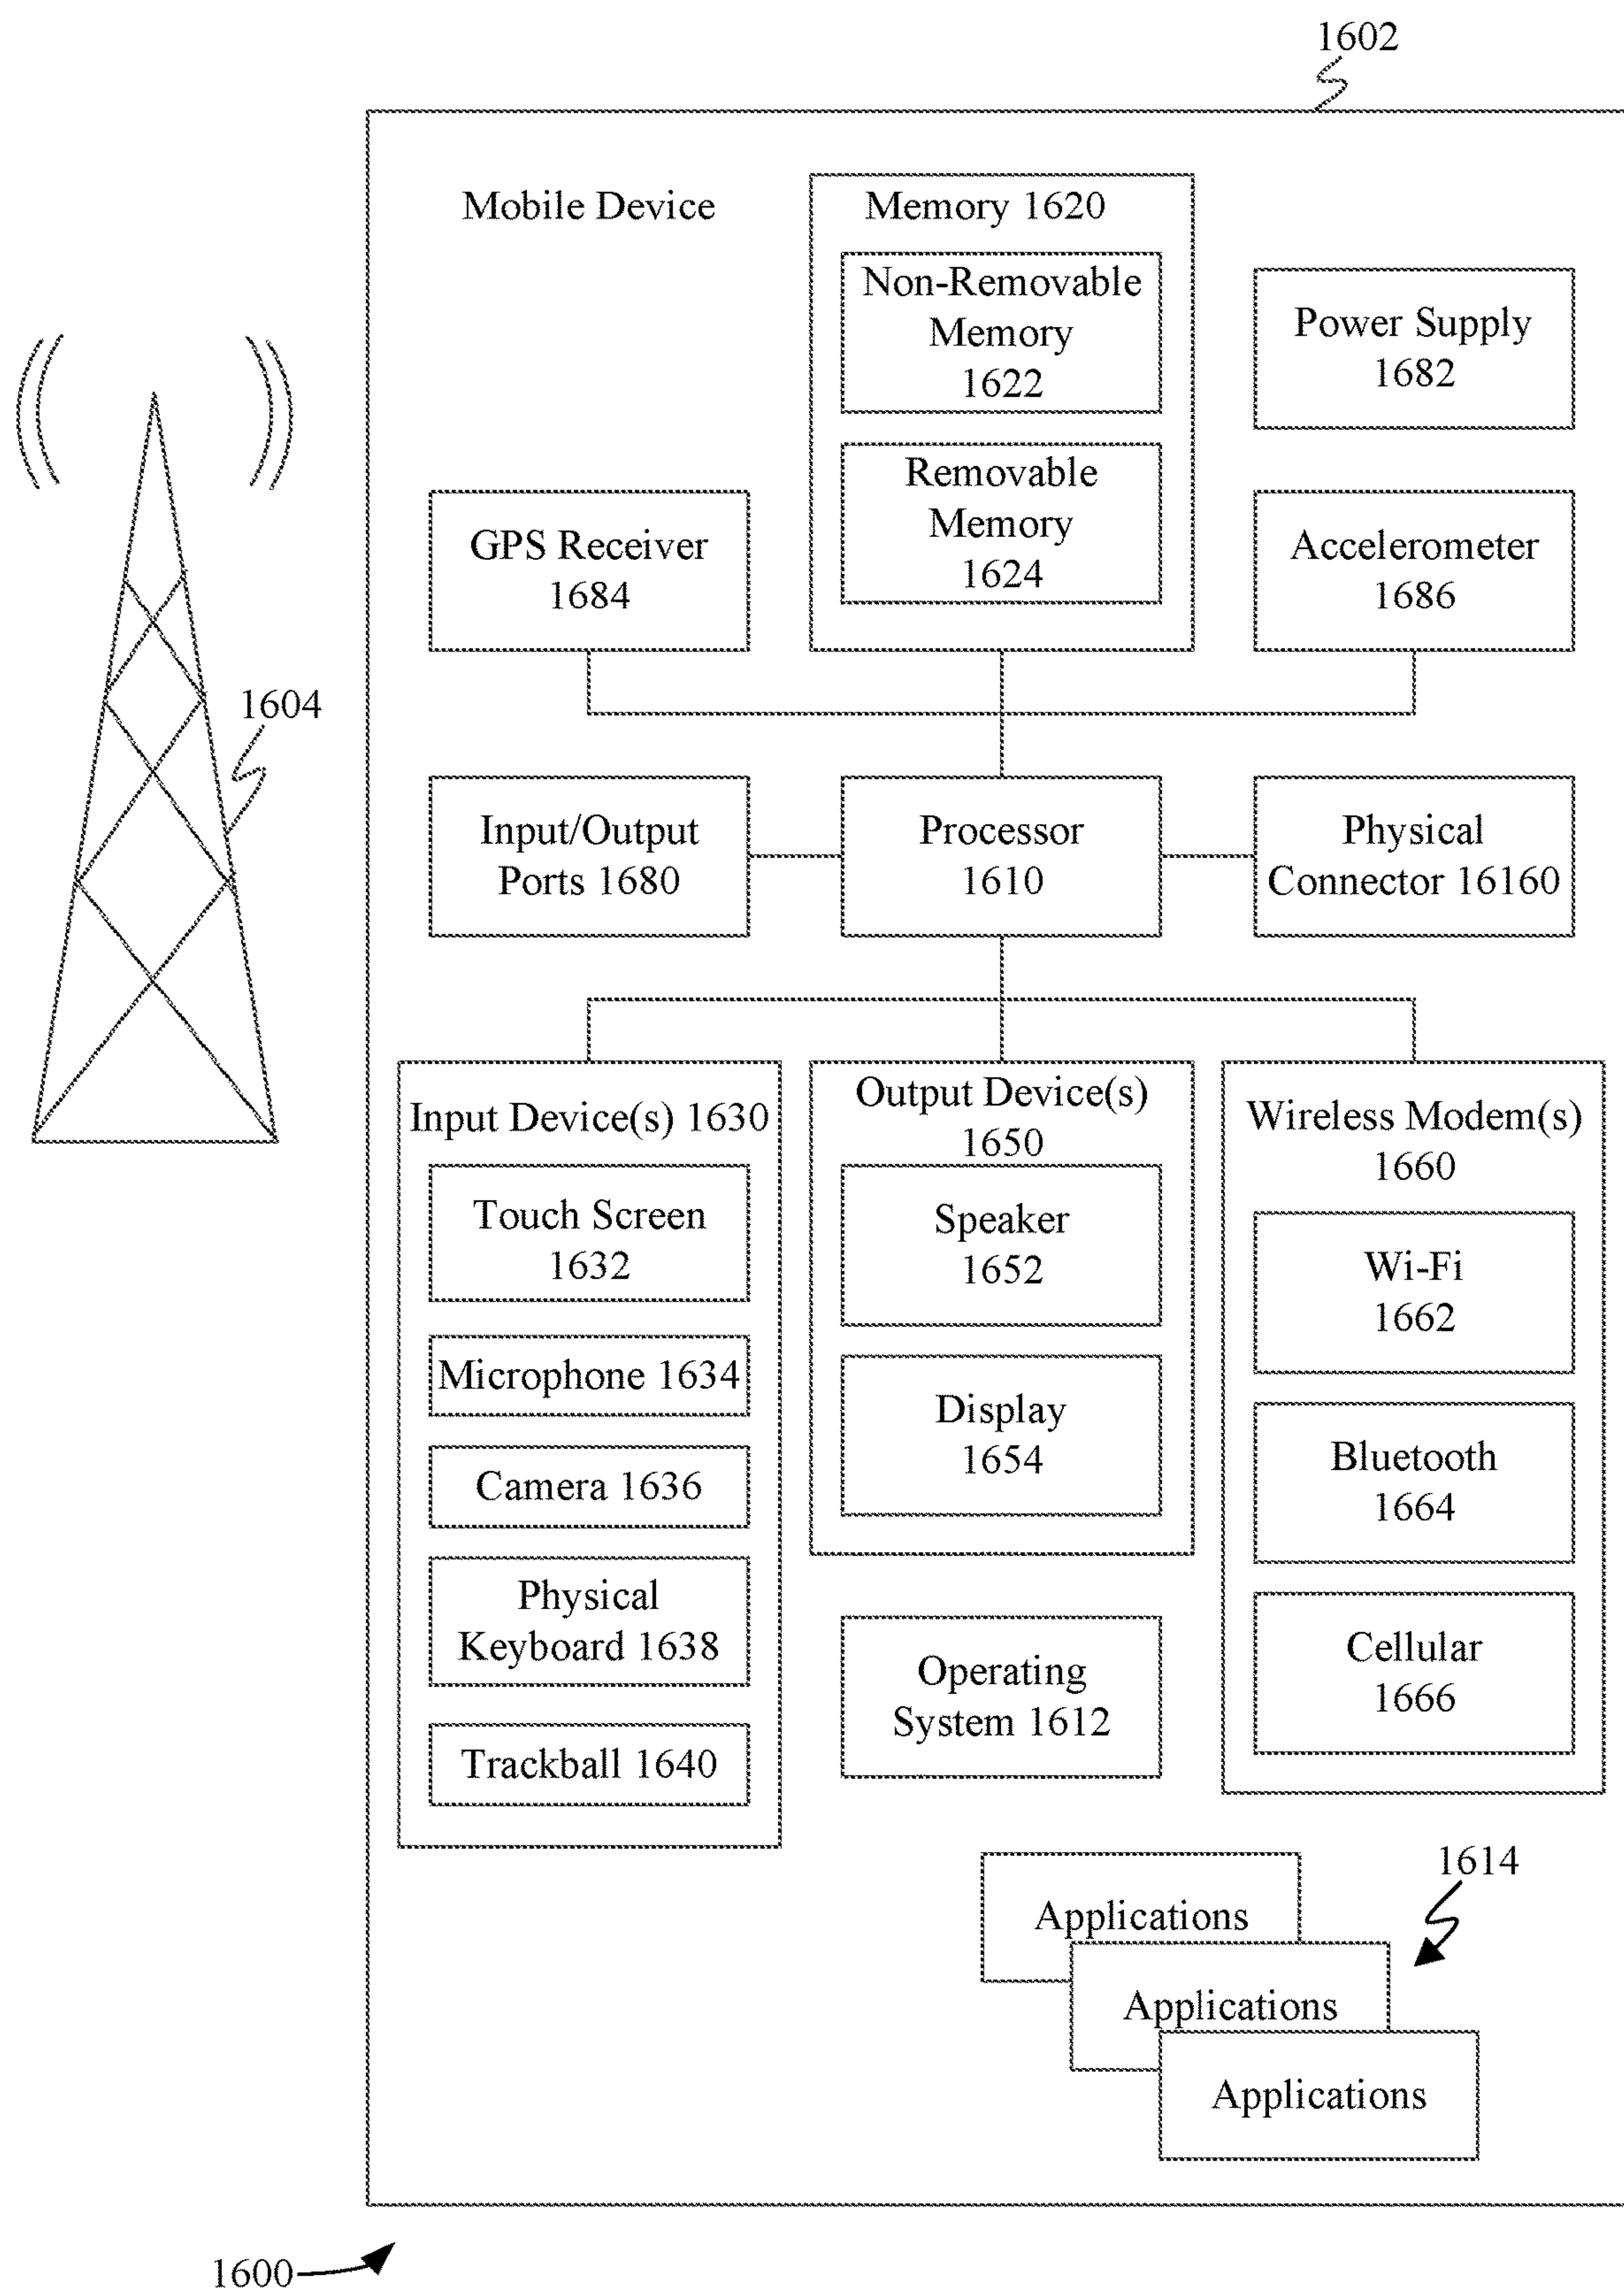 1602
Mobile Device
Memory 1620
Non-Removable
Memory
1622
Power Supply
1682
Removable
Memory
1624
GPS Receiver
1684
Accelerometer
1686
1604
Input/Output
Ports 1680
Processor
1610
Physical
Connector 16160
Input Device(s) 1630
Touch Screen
1632
Microphone 1634
Camera 1636
Physical
Keyboard 1638
Trackball 1640
Output Device(s)
1650
Speaker
1652
Display
1654
Wireless Modem(s)
1660
Wi-Fi
1662
Bluetooth
1664
Cellular
1666
Operating
System 1612
1614
Applications
Applications
Applications
1600